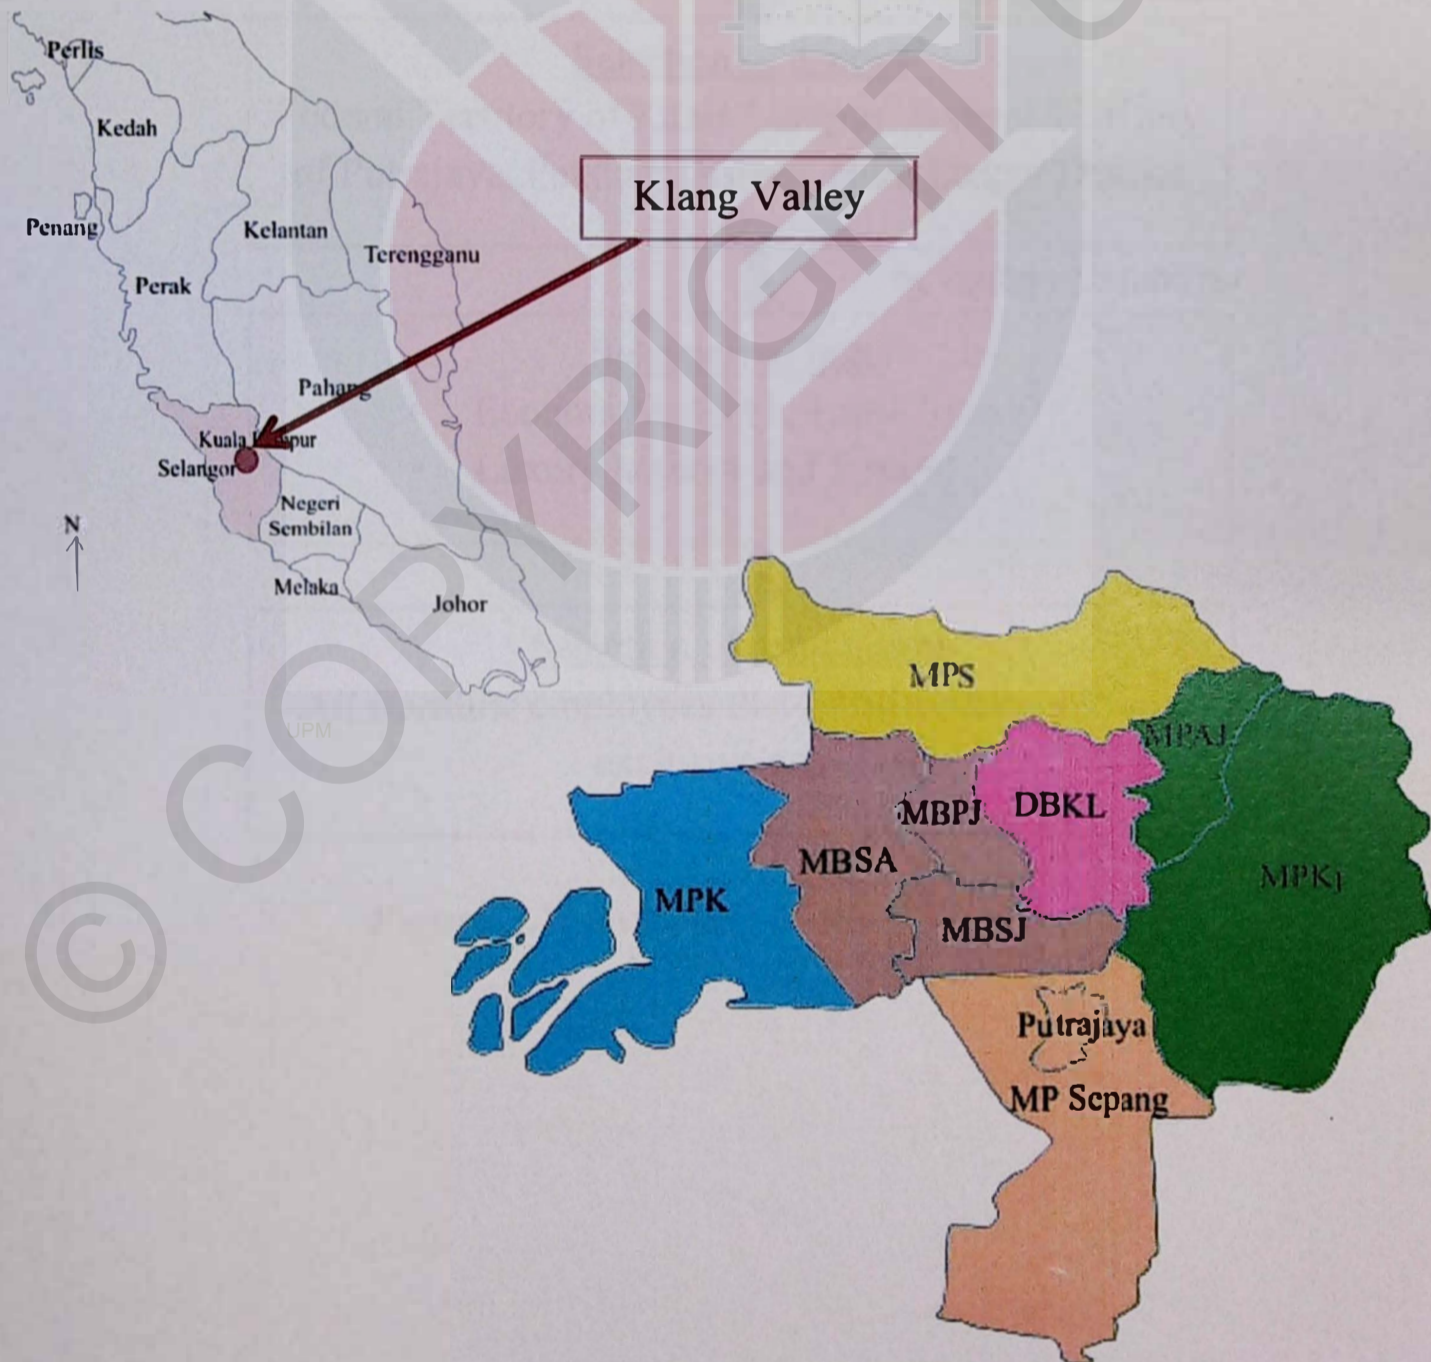 Perlis
Kedah
Penang
Kelantan
Terengganu
Perak
Klang Valley
Pahang
Kuala Lumpur
Selangor
Negeri
Sembilan
Melaka
Johor
N
MPS
MPAJ
MBPJ
DBKL
MBSA
MPKj
MPK
MBSJ
Putrajaya
MP Sepang
UPM
© COPYRIGHT U